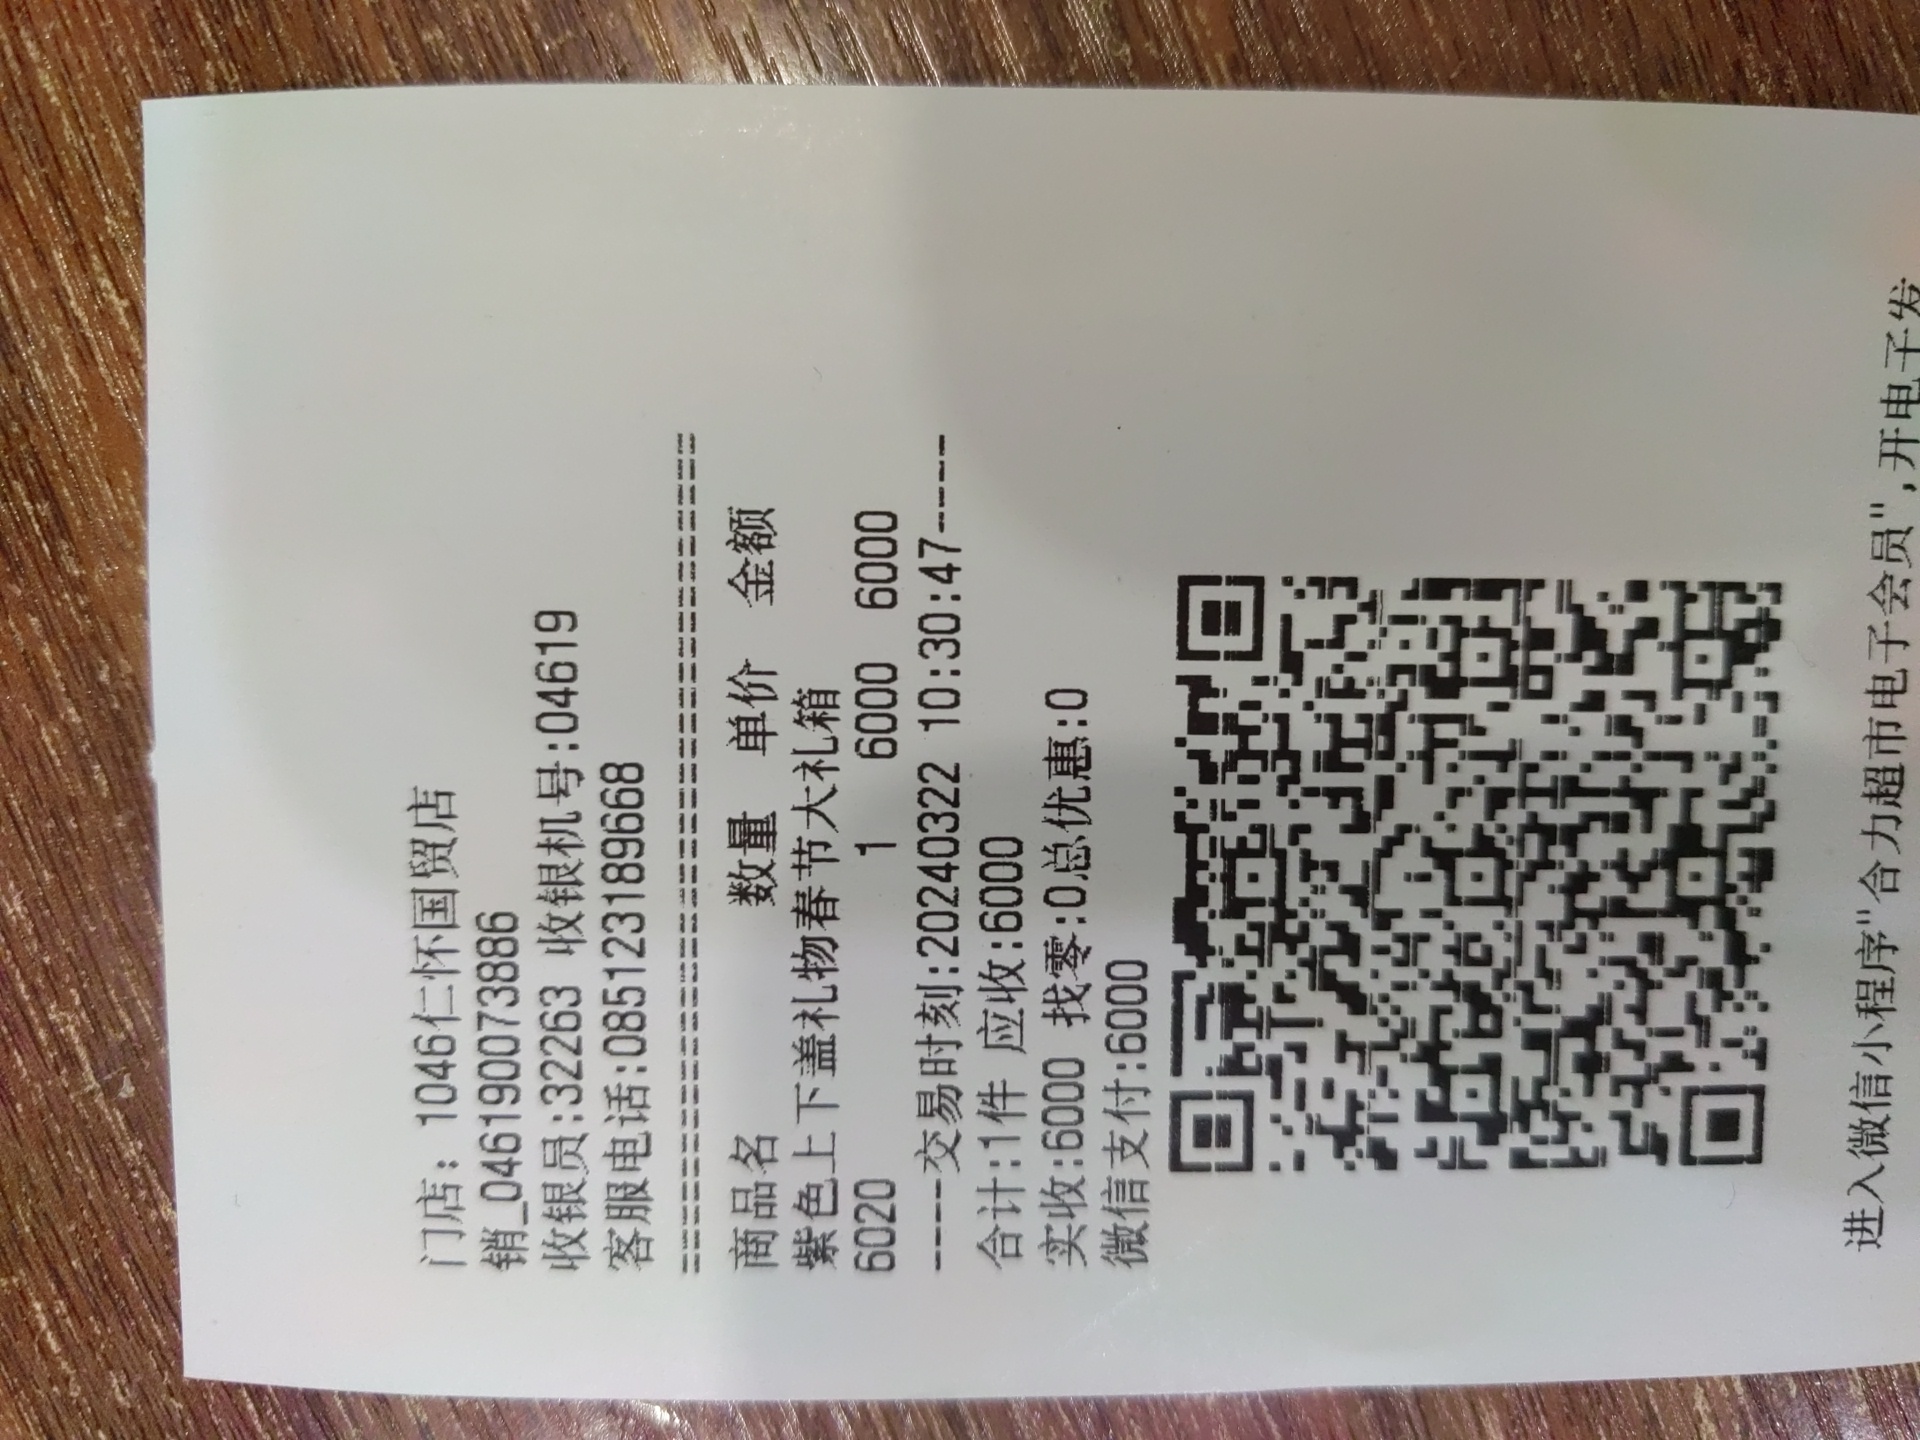 门店: 1046仁怀国贸店
销_046190073886
收银员:32263 收银机号:04619
客服电话:085123189668
========================================
商品名 数量 单价 金额
紫色上下盖礼物春节大礼箱
6020 1 6000 6000
----交易时刻:20240322 10:30:47----
合计:1件 应收:6000
实收:6000 找零:0总优惠:0
微信支付:6000
进入微信小程序"合力超市电子会员",开电子发